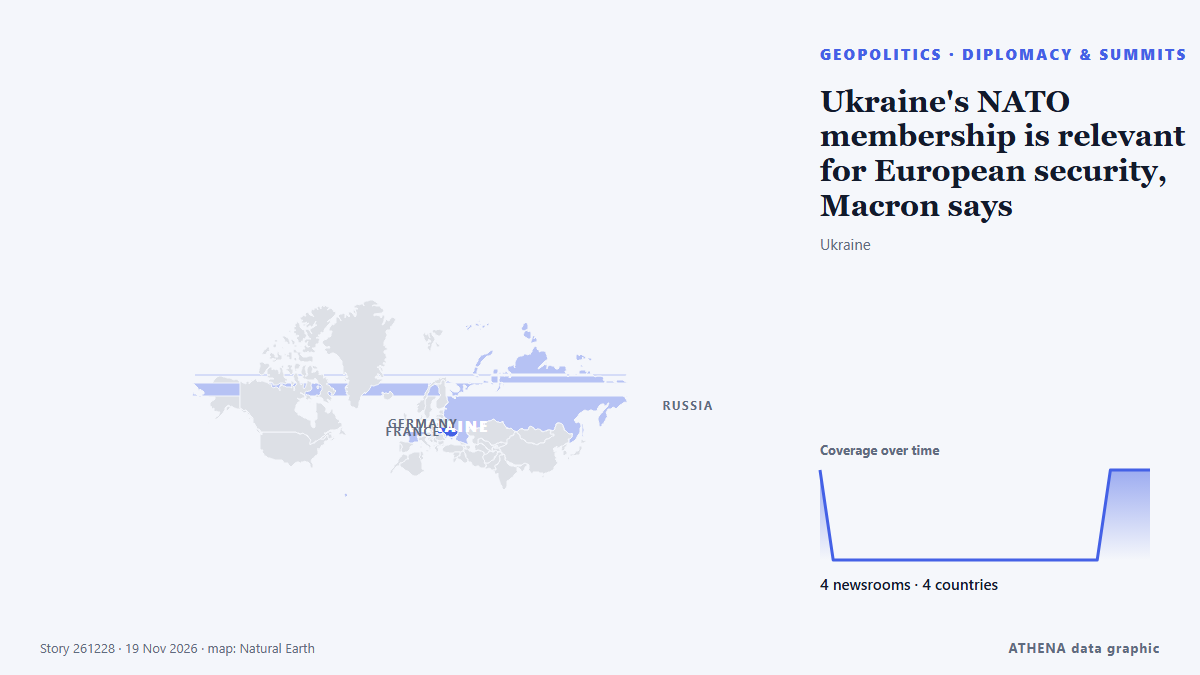 GEOPOLITICS · DIPLOMACY & SUMMITS
Ukraine's NATO
membership is relevant
for European security,
Macron says
Ukraine
RUSSIA
GERMANY
FRANCE
AINE
Coverage over time
4 newsrooms · 4 countries
Story 261228 · 19 Nov 2026 · map: Natural Earth
ATHENA data graphic